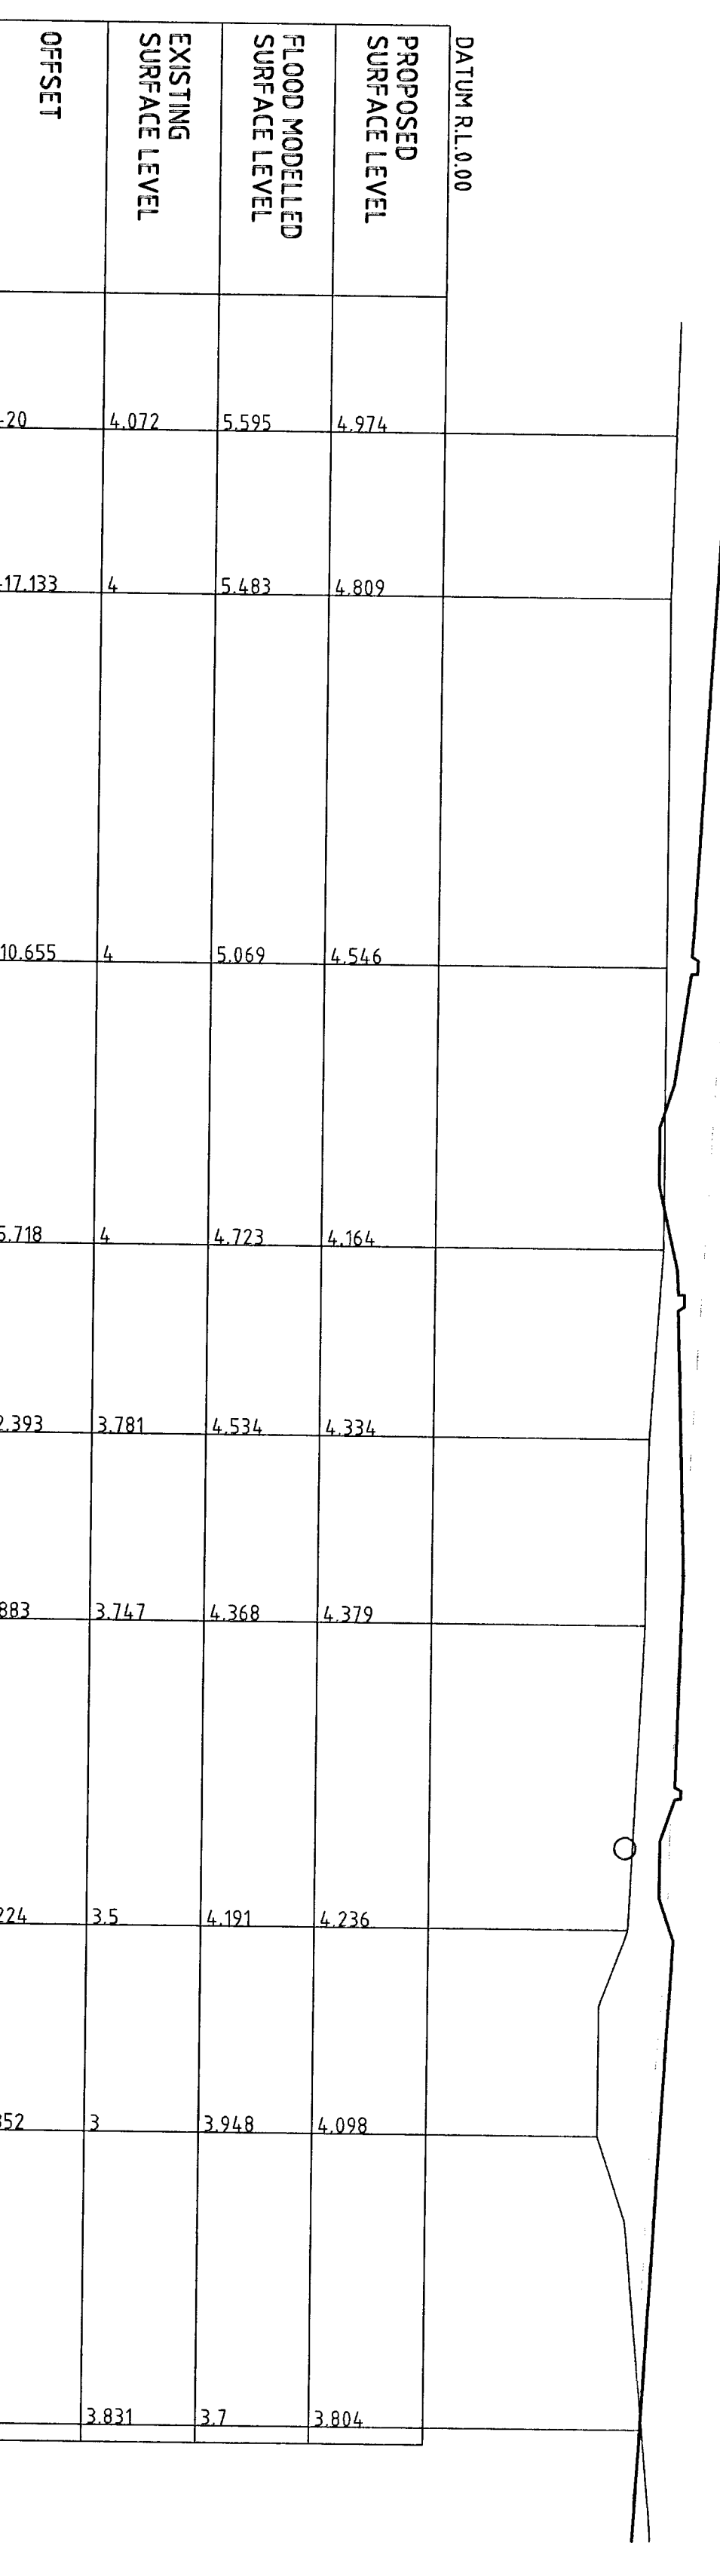 DATUM R.L.0.00
PROPOSED
SURFACE LEVEL
FLOOD MODELLED
SURFACE LEVEL
EXISTING
SURFACE LEVEL
OFFSET
-20 4.072 5.595 4.974
-17.133 4 5.483 4.809
10.655 4 5.069 4.546
5.718 4 4.723 4.164
2.393 3.781 4.534 4.334
883 3.747 4.368 4.379
224 3.5 4.191 4.236
352 3 3.948 4.098
3.831 3.7 3.804